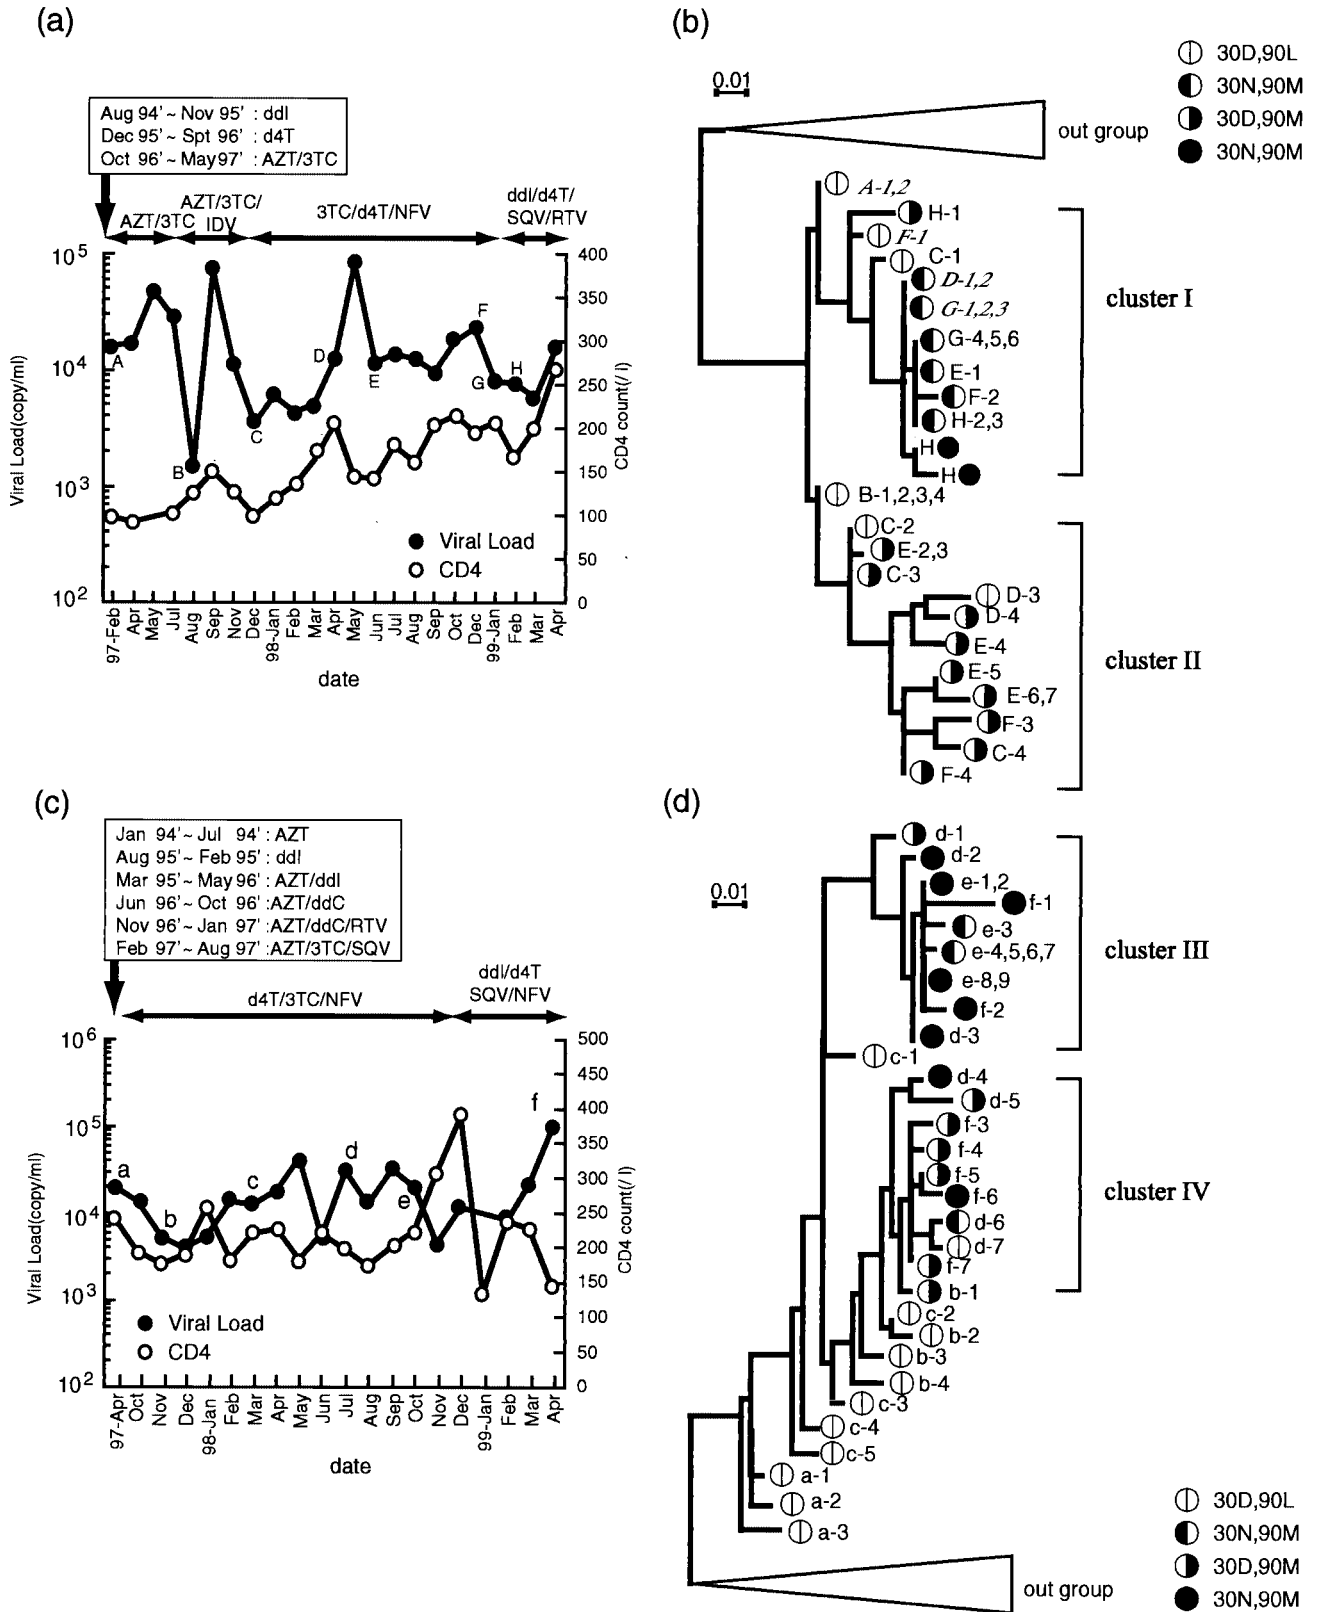 (a)
Aug 94' ~ Nov 95' : ddI
Dec 95' ~ Spt 96' : d4T
Oct 96' ~ May97' : AZT/3TC
AZT/3TC
AZT/3TC/
IDV
3TC/d4T/NFV
ddI/d4T/
SQV/RTV
Viral Load(copy/ml)
10^5
10^4
10^3
10^2
A
B
C
D
E
F
G
H
Viral Load
CD4
400
350
300
250
200
150
100
50
0
CD4 count(/ l)
97-Feb
Apr
May
Jul
Aug
Sep
Nov
Dec
98-Jan
Feb
Mar
Apr
May
Jun
Jul
Aug
Sep
Oct
Dec
99-Jan
Feb
Mar
Apr
date
(b)
0.01
30D,90L
30N,90M
30D,90M
30N,90M
out group
A-1,2
H-1
F-1
C-1
D-1,2
G-1,2,3
G-4,5,6
E-1
F-2
H-2,3
H
H
cluster I
B-1,2,3,4
C-2
E-2,3
C-3
D-3
D-4
E-4
E-5
E-6,7
F-3
C-4
F-4
cluster II
(c)
Jan 94'~ Jul 94' : AZT
Aug 95'~ Feb 95' : ddI
Mar 95'~ May 96' : AZT/ddI
Jun 96'~ Oct 96' :AZT/ddC
Nov 96'~ Jan 97' :AZT/ddC/RTV
Feb 97'~ Aug 97' :AZT/3TC/SQV
d4T/3TC/NFV
ddI/d4T
SQV/NFV
Viral Load(copy/ml)
10^6
10^5
10^4
10^3
10^2
a
b
c
d
e
f
Viral Load
CD4
500
450
400
350
300
250
200
150
100
50
0
CD4 count(/ l)
97-Apr
Oct
Nov
Dec
98-Jan
Feb
Mar
Apr
May
Jun
Jul
Aug
Sep
Oct
Nov
Dec
99-Jan
Feb
Mar
Apr
date
(d)
0.01
d-1
d-2
e-1,2
f-1
e-3
e-4,5,6,7
e-8,9
f-2
d-3
cluster III
c-1
d-4
d-5
f-3
f-4
f-5
f-6
d-6
d-7
f-7
b-1
cluster IV
c-2
b-2
b-3
b-4
c-3
c-4
c-5
a-1
a-2
a-3
out group
30D,90L
30N,90M
30D,90M
30N,90M